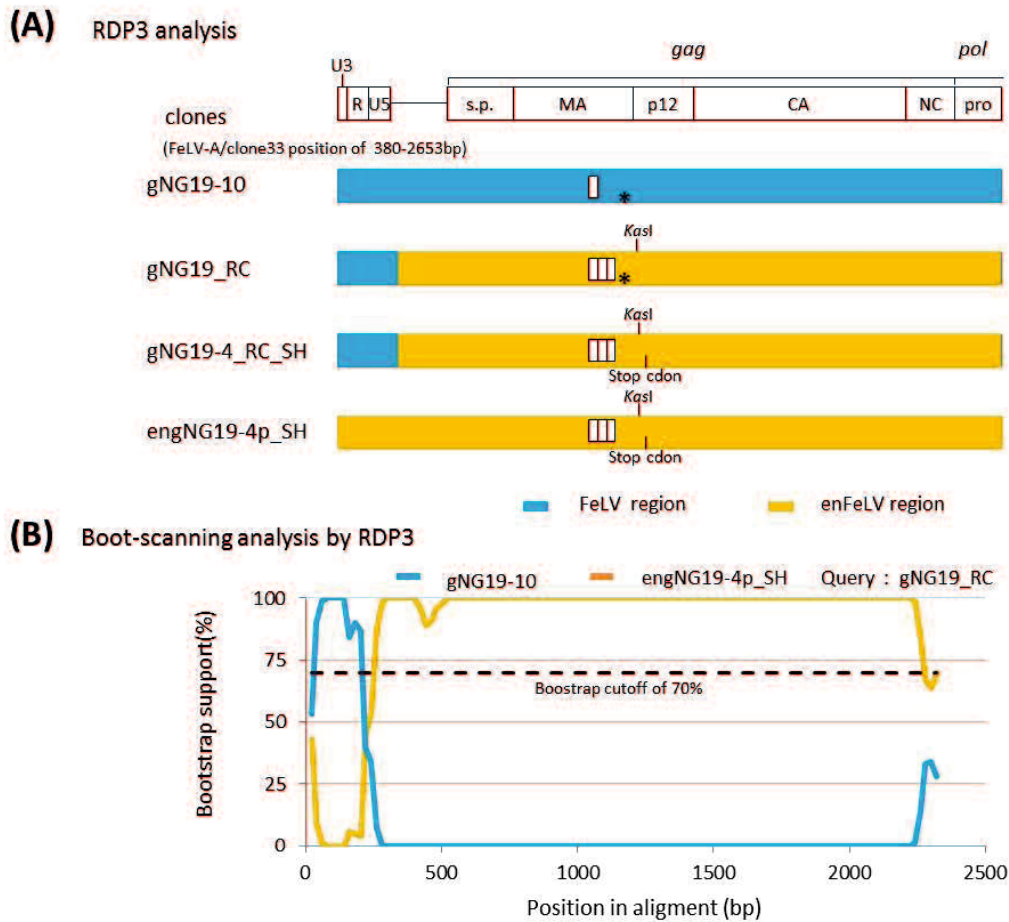 (A) RDP3 analysis
gag pol
U3
R U5 s.p. MA p12 CA NC pro
clones
(FeLV-A/clone33 position of 380-2653bp)
gNG19-10
*
KasI
gNG19_RC
*
KasI
gNG19-4_RC_SH
Stop cdon
KasI
engNG19-4p_SH
Stop cdon
FeLV region enFeLV region
(B) Boot-scanning analysis by RDP3
gNG19-10 engNG19-4p_SH Query : gNG19_RC
100
75
50
25
0
Bootstrap support(%)
Boostrap cutoff of 70%
0 500 1000 1500 2000 2500
Position in aligment (bp)